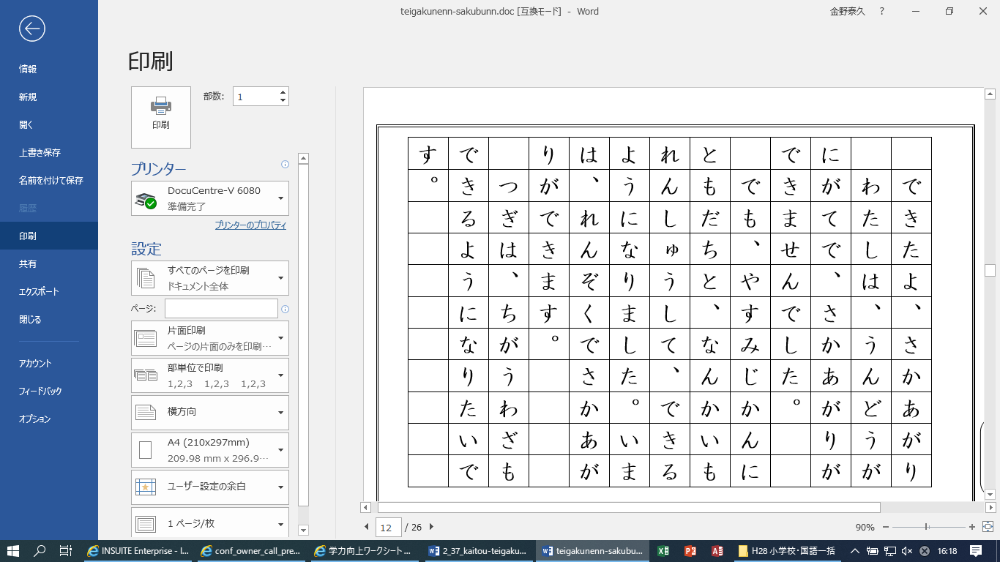 teigakunenn-sakubunn.doc [互換モード] - Word
金野泰久
?
情報
新規
開く
上書き保存
名前を付けて保存
履歴
印刷
共有
エクスポート
閉じる
アカウント
フィードバック
オプション
印刷
印刷
部数:
1
プリンター
DocuCentre-V 6080
準備完了
プリンターのプロパティ
設定
すべてのページを印刷
ドキュメント全体
ページ:
片面印刷
ページの片面のみを印刷…
部単位で印刷
1,2,3 1,2,3 1,2,3
横方向
A4 (210x297mm)
209.98 mm x 296.9…
ユーザー設定の余白
1 ページ/枚
できたよ、さかあがり
わたしは、うんどうが
にがてで、さかあがりが
できませんでした。
でも、やすみじかんに
ともだちと、なんかいも
れんしゅうして、できる
ようになりました。いま
は、れんぞくでさかあが
りができます。
つぎは、ちがうわざも
できるようになりたいで
す。
12
/ 26
90%
INSUITE Enterprise - I...
conf_owner_call_pre...
学力向上ワークシート ...
2_37_kaitou-teigaku...
teigakunenn-sakubu...
H28 小学校・国語一括
16:18